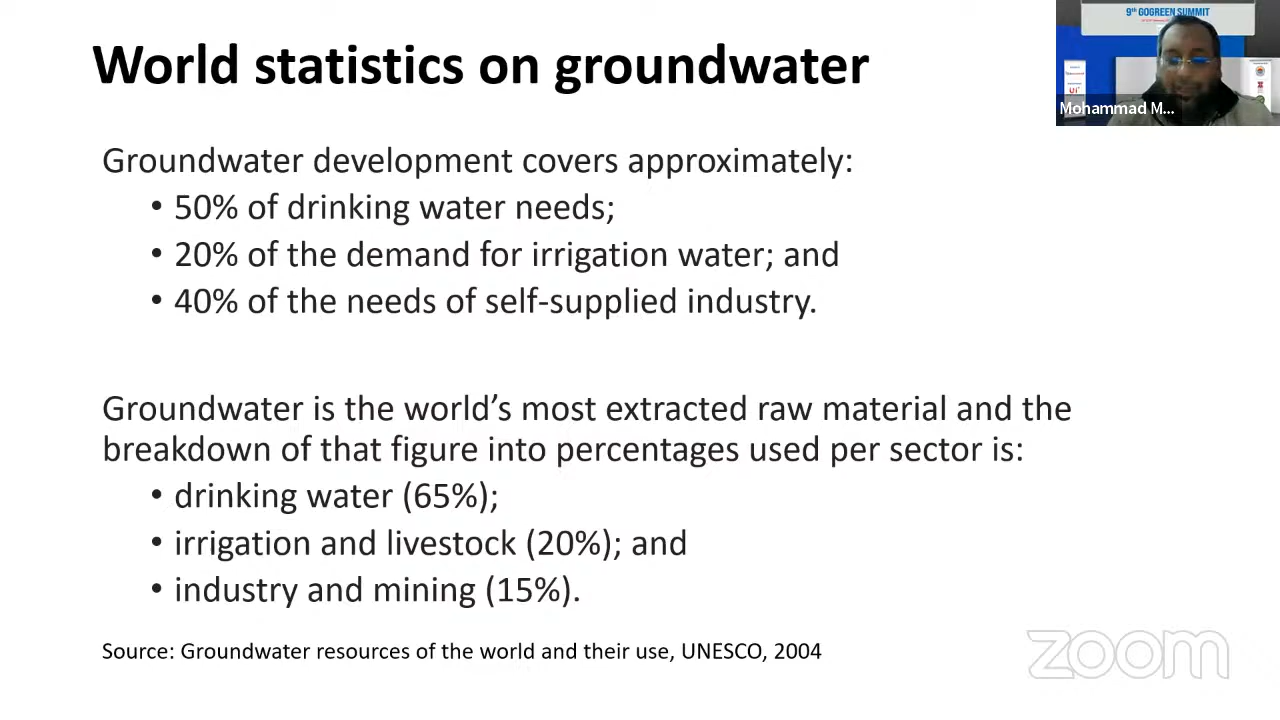 World statistics on groundwater
9th GOGREEN SUMMIT
Mohammad M...
Groundwater development covers approximately:
• 50% of drinking water needs;
• 20% of the demand for irrigation water; and
• 40% of the needs of self-supplied industry.
Groundwater is the world’s most extracted raw material and the
breakdown of that figure into percentages used per sector is:
• drinking water (65%);
• irrigation and livestock (20%); and
• industry and mining (15%).
Source: Groundwater resources of the world and their use, UNESCO, 2004
zoom